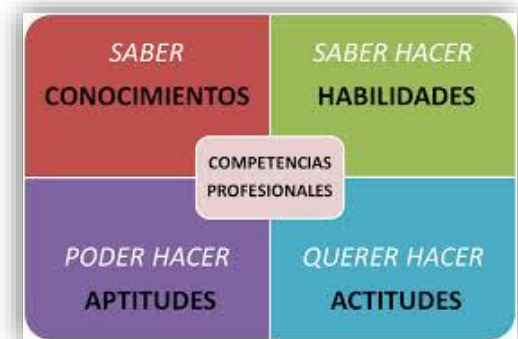 SABER
CONOCIMIENTOS
SABER HACER
HABILIDADES
COMPETENCIAS
PROFESIONALES
PODER HACER
APTITUDES
QUERER HACER
ACTITUDES